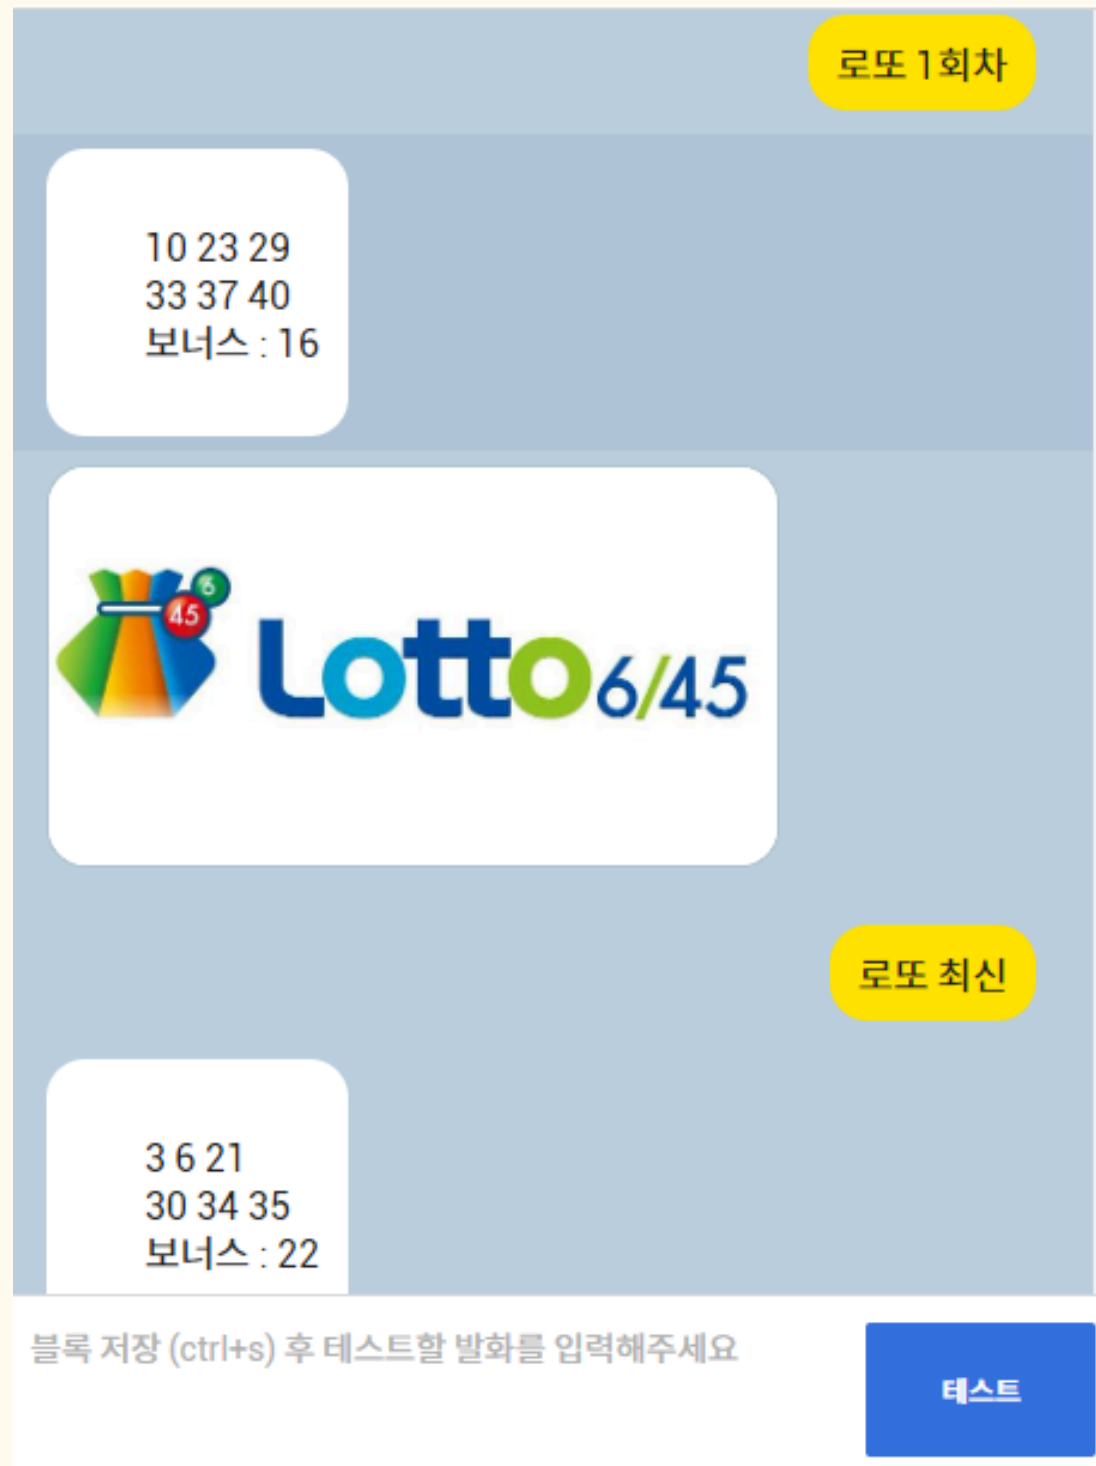 로또 1회차
10 23 29
33 37 40
보너스 : 16
6
45
Lotto 6/45
로또 최신
3 6 21
30 34 35
보너스 : 22
블록 저장 (ctrl+s) 후 테스트할 발화를 입력해주세요
테스트